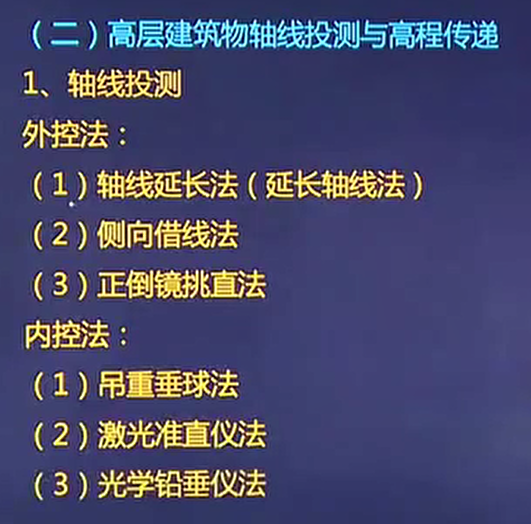 （二）高层建筑物轴线投测与高程传递
1、轴线投测
外控法：
（1）轴线延长法（延长轴线法）
（2）侧向借线法
（3）正倒镜挑直法
内控法：
（1）吊重垂球法
（2）激光准直仪法
（3）光学铅垂仪法